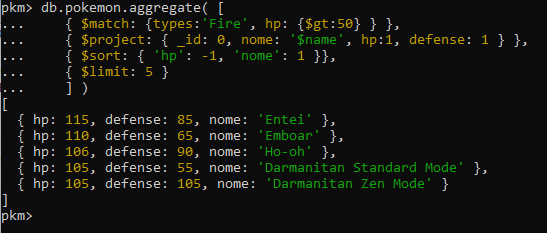 pkm> db.pokemon.aggregate( [
... { $match: {types:'Fire', hp: {$gt:50} } },
... { $project: { _id: 0, nome: '$name', hp:1, defense: 1 } },
... { $sort: { 'hp': -1, 'nome': 1 }},
... { $limit: 5 }
... ] )
[
{ hp: 115, defense: 85, nome: 'Entei' },
{ hp: 110, defense: 65, nome: 'Emboar' },
{ hp: 106, defense: 90, nome: 'Ho-oh' },
{ hp: 105, defense: 55, nome: 'Darmanitan Standard Mode' },
{ hp: 105, defense: 105, nome: 'Darmanitan Zen Mode' }
]
pkm>